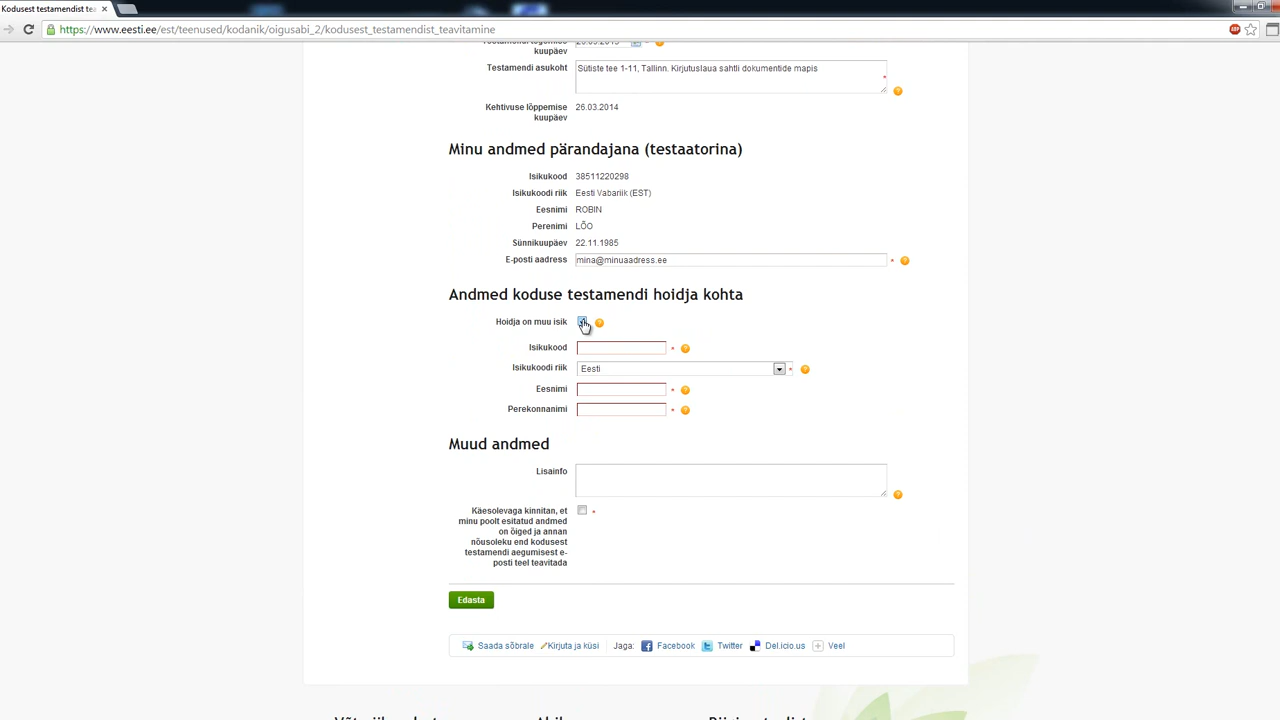 Kodusest testamendist tea
https://www.eesti.ee/est/teenused/kodanik/oigusabi_2/kodusest_testamendist_teavitamine
Testamendi tegemise
kuupäev
Testamendi asukoht Sütiste tee 1-11, Tallinn. Kirjutuslaua sahtli dokumentide mapis *
Kehtivuse lõppemise 26.03.2014
kuupäev
Minu andmed pärandajana (testaatorina)
Isikukood 38511220298
Isikukoodi riik Eesti Vabariik (EST)
Eesnimi ROBIN
Perenimi LÕO
Sünnikuupäev 22.11.1985
E-posti aadress mina@minuaadress.ee * ?
Andmed koduse testamendi hoidja kohta
Hoidja on muu isik ?
Isikukood * ?
Isikukoodi riik Eesti * ?
Eesnimi * ?
Perekonnanimi * ?
Muud andmed
Lisainfo ?
Käesolevaga kinnitan, et *
minu poolt esitatud andmed
on õiged ja annan
nõusoleku end kodusest
testamendi aegumisest e-
posti teel teavitada
Edasta
Saada sõbrale Kirjuta ja küsi Jaga: Facebook Twitter Del.icio.us Veel